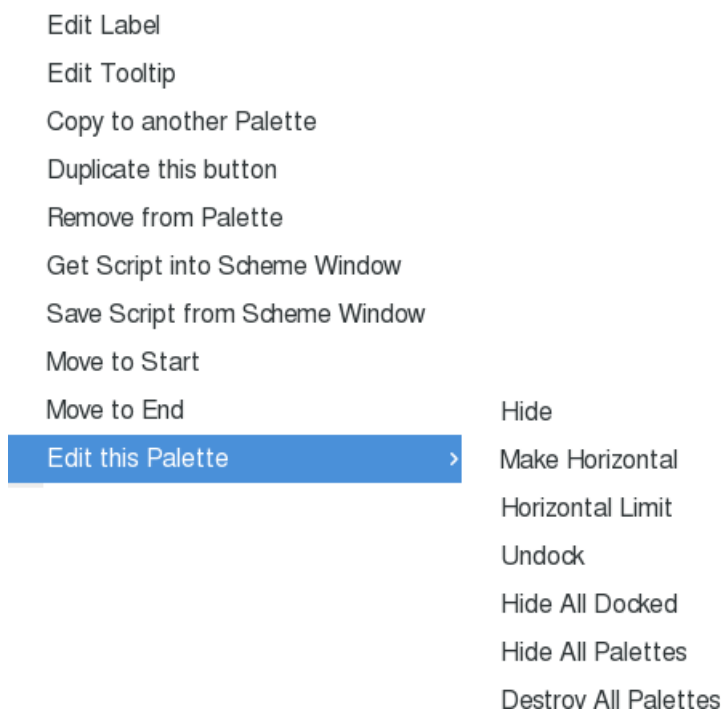 Edit Label
Edit Tooltip
Copy to another Palette
Duplicate this button
Remove from Palette
Get Script into Scheme Window
Save Script from Scheme Window
Move to Start
Move to End
Edit this Palette
Hide
Make Horizontal
Horizontal Limit
Undock
Hide All Docked
Hide All Palettes
Destroy All Palettes